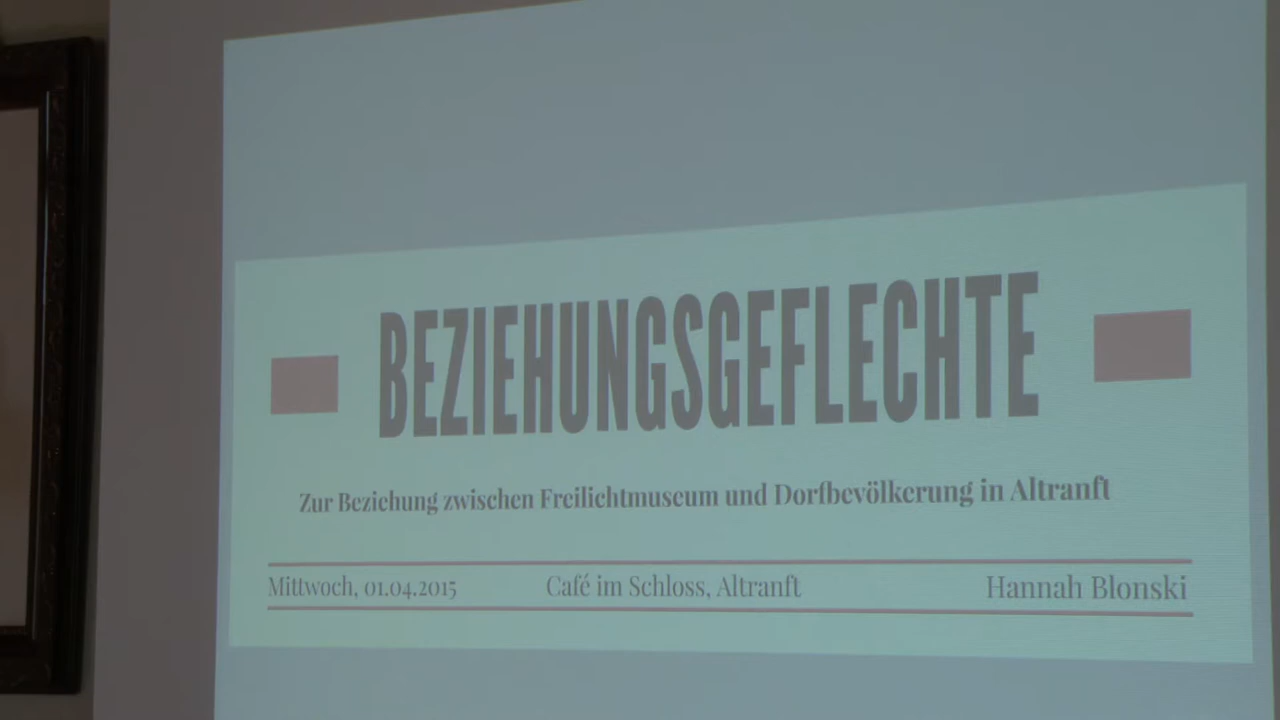 BEZIEHUNGSGEFLECHTE
Zur Beziehung zwischen Freilichtmuseum und Dorfbevölkerung in Altranft
Mittwoch, 01.04.2015 Café im Schloss, Altranft Hannah Blonski